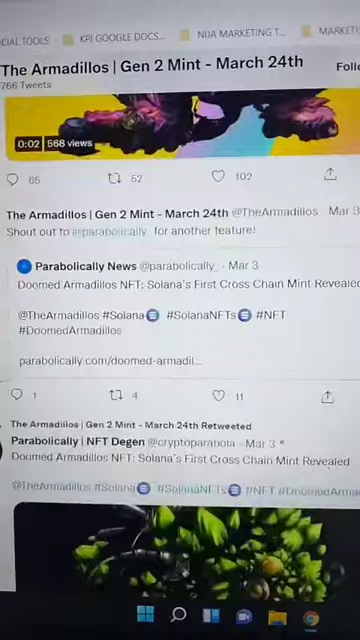 CIAL TOOLS KPI GOOGLE DOCS... NIJA MARKETING T... MARKETI
The Armadillos | Gen 2 Mint - March 24th Follo
766 Tweets
0:02 568 views
65 52 102
The Armadillos | Gen 2 Mint - March 24th @TheArmadillos Mar 3
Shout out to @parabolically_ for another feature!
Parabolically News @parabolically_ · Mar 3
Doomed Armadillos NFT: Solana's First Cross Chain Mint Revealed
@TheArmadillos #Solana #SolanaNFTs #NFT
#DoomedArmadillos
parabolically.com/doomed-armadil...
1 4 11
The Armadillos | Gen 2 Mint - March 24th Retweeted
Parabolically | NFT Degen @cryptoparabola · Mar 3
Doomed Armadillos NFT: Solana's First Cross Chain Mint Revealed
@TheArmadillos #Solana #SolanaNFTs #NFT #DoomedArma